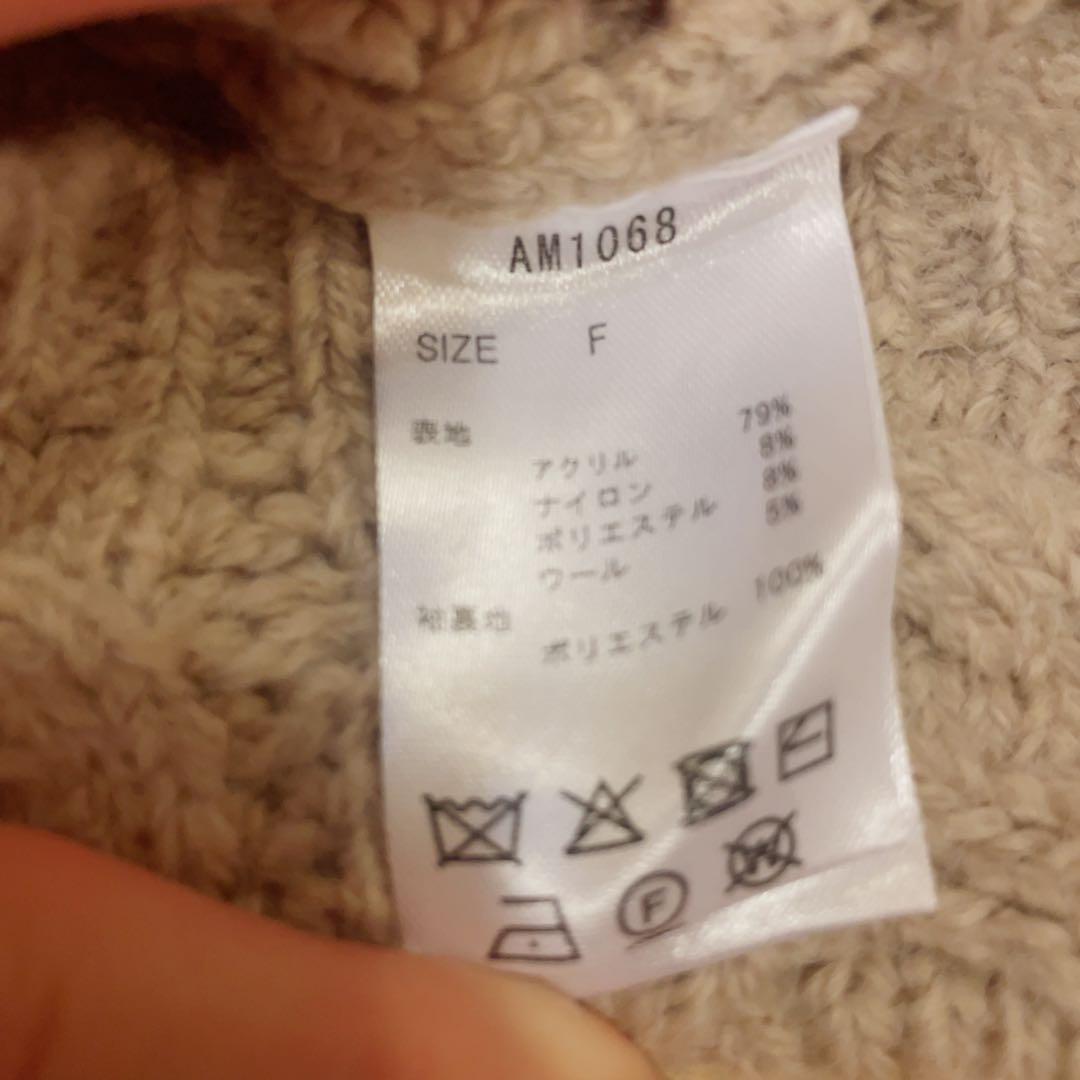 AM1068
SIZE F
表地
アクリル 79%
ナイロン 8%
ポリエステル 8%
ウール 5%
袖裏地
ポリエステル 100%
F
W